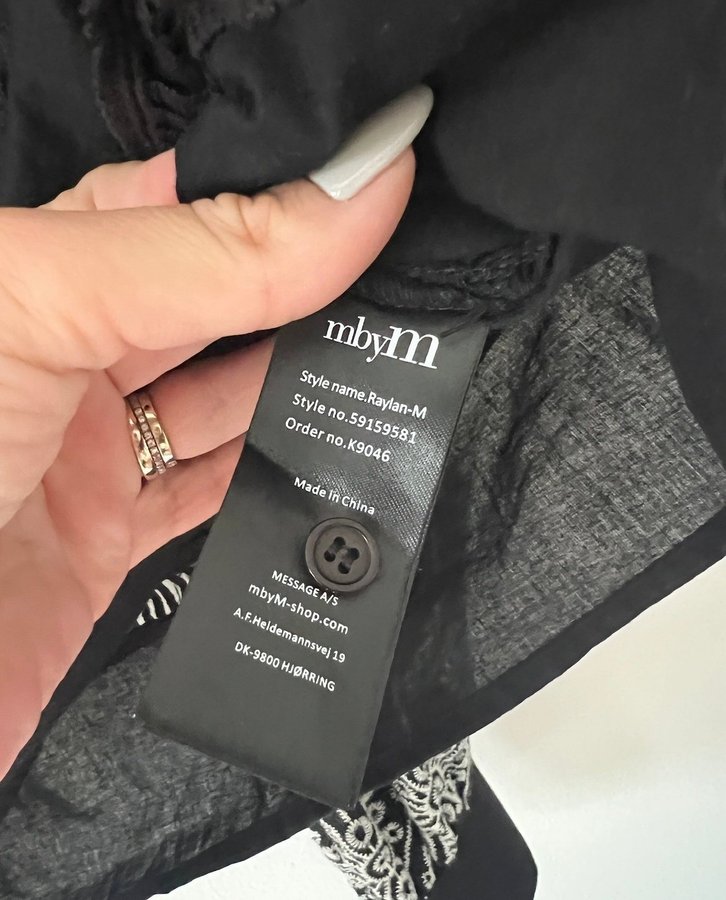 mbyM
Style name.Raylan-M
Style no.59159581
Order no.K9046
Made in China
MESSAGE A/S
mbyM-shop.com
A.F.Heidemannsvej 19
DK-9800 HJØRRING